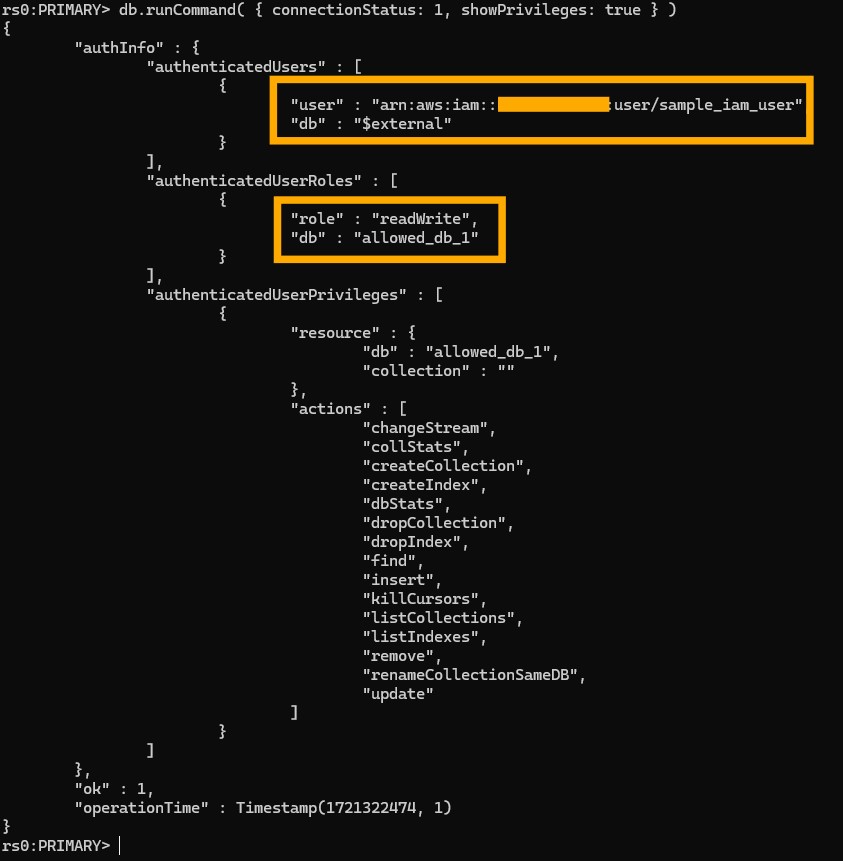 rs0:PRIMARY> db.runCommand( { connectionStatus: 1, showPrivileges: true } )
{
        "authInfo" : {
                "authenticatedUsers" : [
                        {
                                "user" : "arn:aws:iam:: :user/sample_iam_user"
                                "db" : "$external"
                        }
                ],
                "authenticatedUserRoles" : [
                        {
                                "role" : "readWrite",
                                "db" : "allowed_db_1"
                        }
                ],
                "authenticatedUserPrivileges" : [
                        {
                                "resource" : {
                                        "db" : "allowed_db_1",
                                        "collection" : ""
                                },
                                "actions" : [
                                        "changeStream",
                                        "collStats",
                                        "createCollection",
                                        "createIndex",
                                        "dbStats",
                                        "dropCollection",
                                        "dropIndex",
                                        "find",
                                        "insert",
                                        "killCursors",
                                        "listCollections",
                                        "listIndexes",
                                        "remove",
                                        "renameCollectionSameDB",
                                        "update"
                                ]
                        }
                ]
        },
        "ok" : 1,
        "operationTime" : Timestamp(1721322474, 1)
}
rs0:PRIMARY>